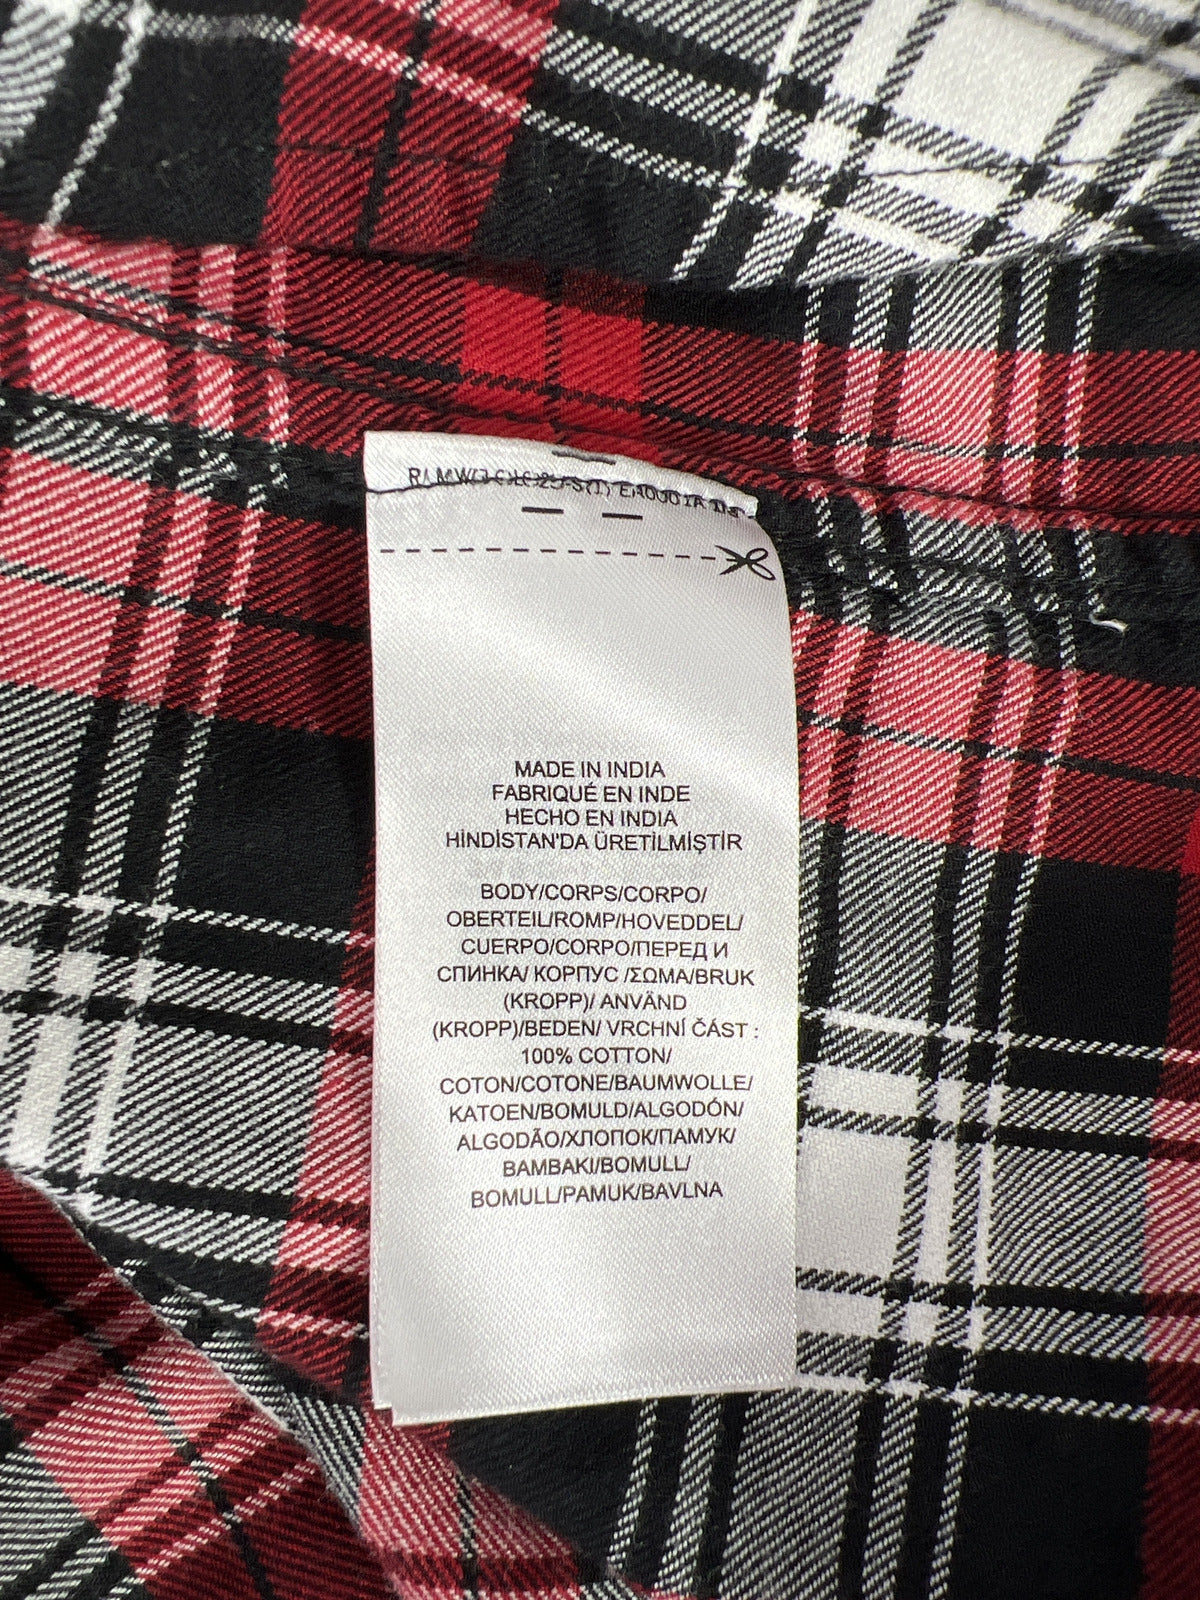 MADE IN INDIA
FABRIQUÉ EN INDE
HECHO EN INDIA
HİNDİSTAN'DA ÜRETİLMİŞTİR
BODY/CORPS/CORPO/
OBERTEIL/ROMP/HOVEDDEL/
CUERPO/CORPO/ПЕРЕД И
СПИНКА/ КОРПУС /ΣΩΜΑ/BRUK
(KROPP)/ ANVÄND
(KROPP)/BEDEN/ VRCHNÍ ČÁST :
100% COTTON/
COTON/COTONE/BAUMWOLLE/
KATOEN/BOMULD/ALGODÓN/
ALGODÃO/ХЛОПОК/ПАМУК/
BAMBAKI/BOMULL/
BOMULL/PAMUK/BAVLNA